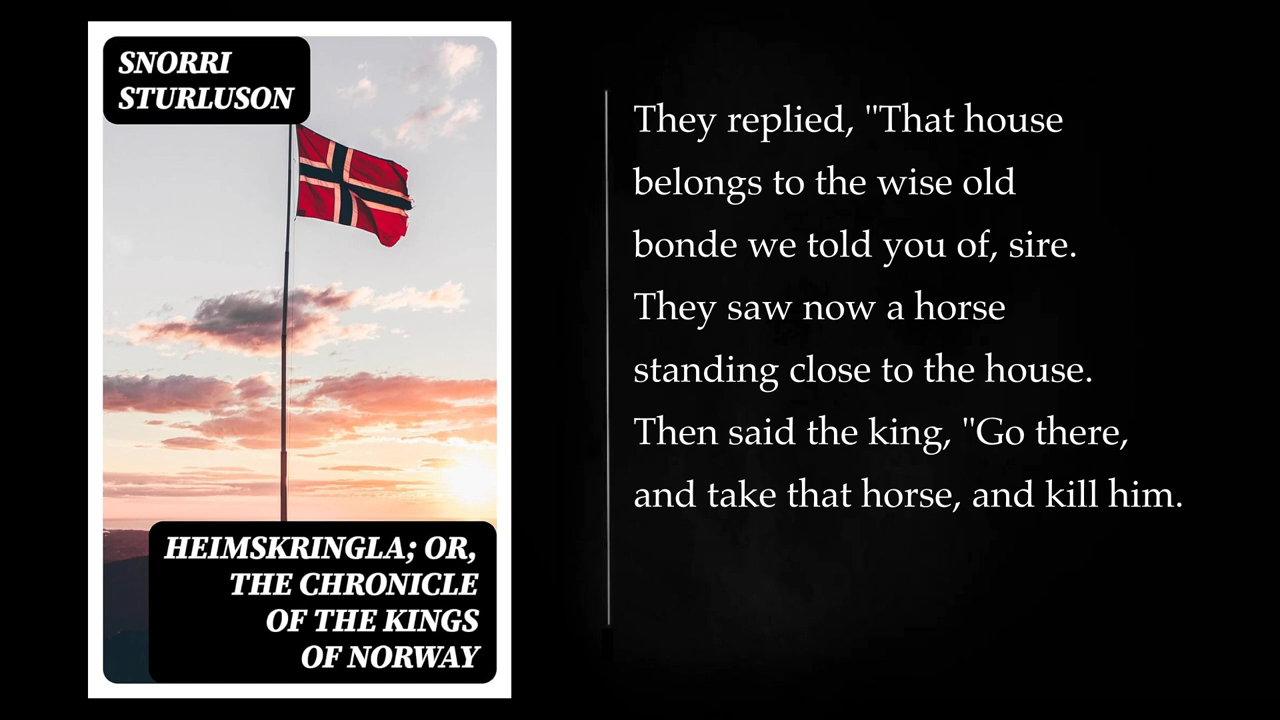 SNORRI
STURLUSON
HEIMSKRINGLA; OR,
THE CHRONICLE
OF THE KINGS
OF NORWAY
They replied, "That house
belongs to the wise old
bonde we told you of, sire.
They saw now a horse
standing close to the house.
Then said the king, "Go there,
and take that horse, and kill him.